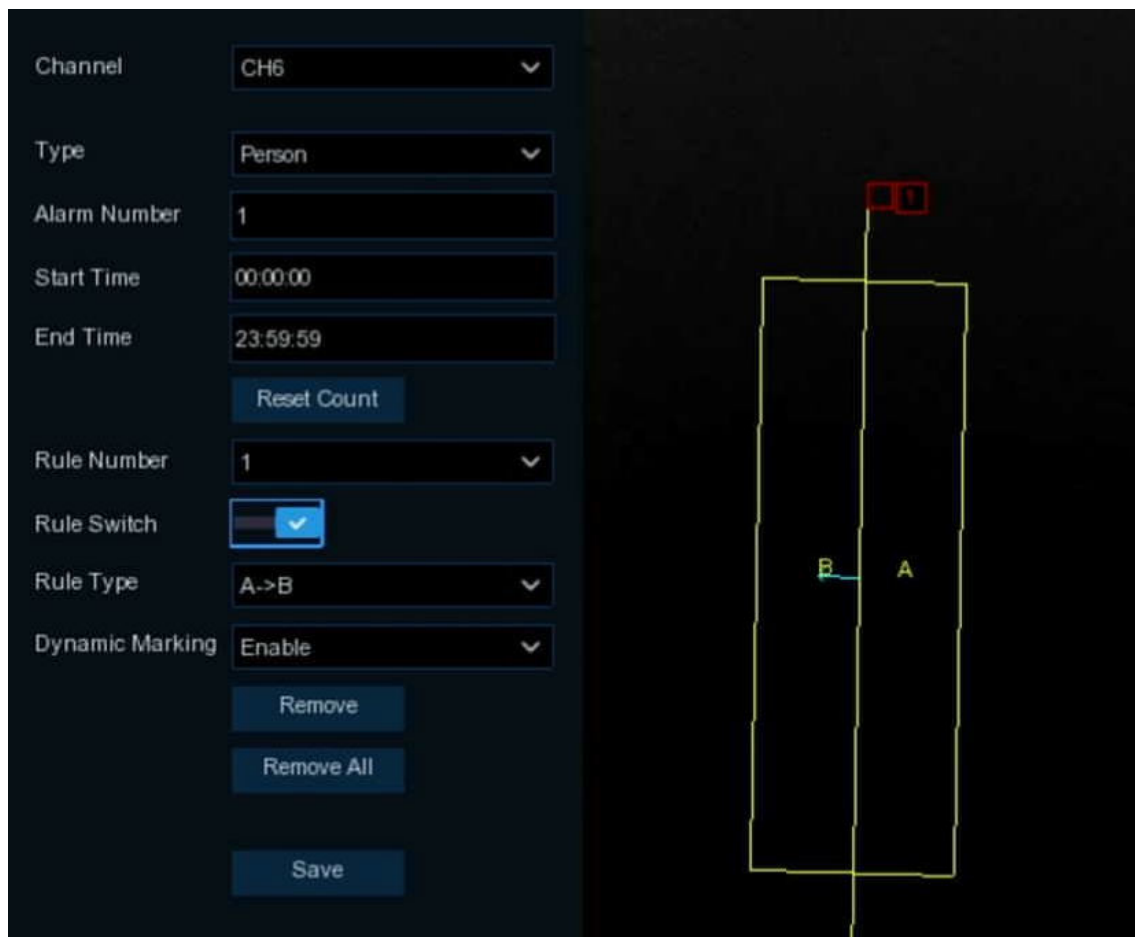 Channel CH6
Type Person
Alarm Number 1
Start Time 00:00:00
End Time 23:59:59
Reset Count
Rule Number 1
Rule Switch
Rule Type A->B
Dynamic Marking Enable
Remove
Remove All
Save
1
B A